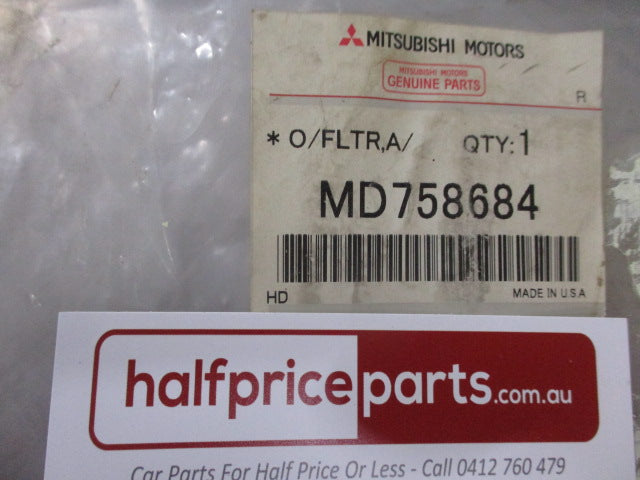 MITSUBISHI MOTORS
MITSUBISHI MOTORS
GENUINE PARTS
R
* O/FLTR,A/ QTY:1
MD758684
HD MADE IN U.S.A
halfpriceparts.com.au
Car Parts For Half Price Or Less - Call 0412 760 479